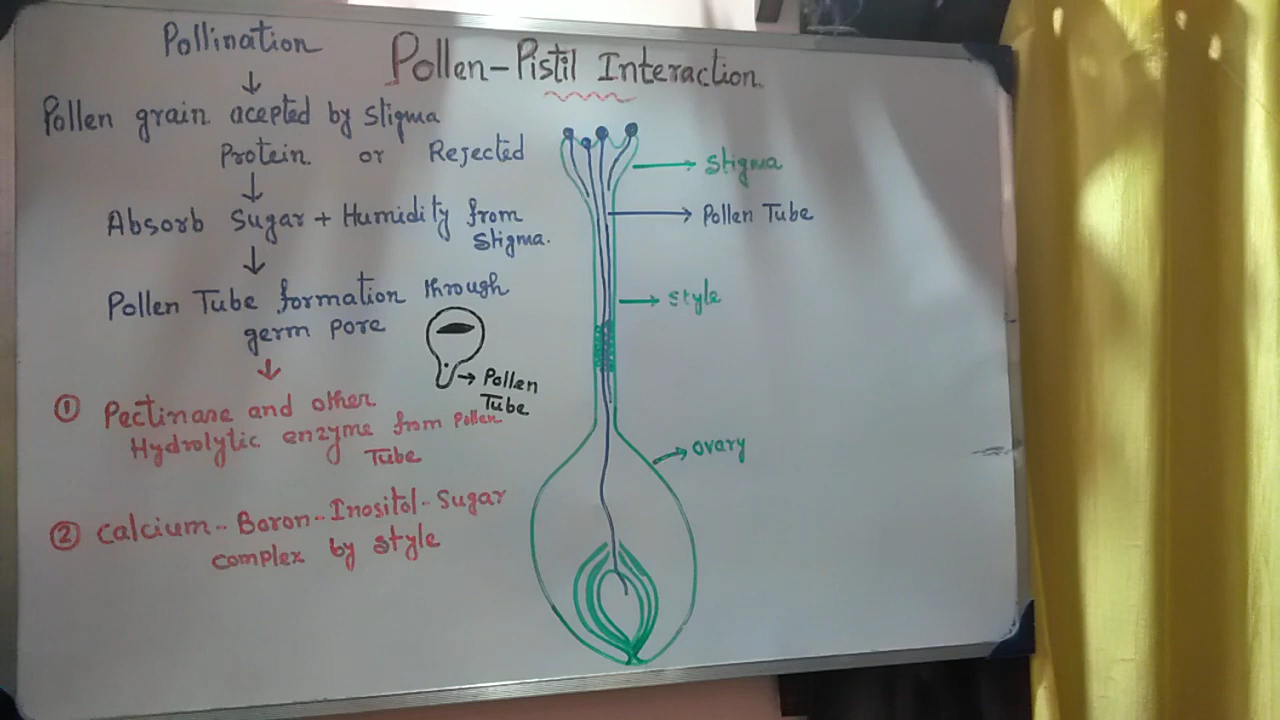 Pollen-Pistil Interaction
Pollination
↓
Pollen grain acepted by stigma
Protein or Rejected
↓
Absorb Sugar + Humidity from
Stigma.
↓
Pollen Tube formation through
germ pore
↓
① Pectinase and other
Hydrolytic enzyme from Pollen
Tube
② Calcium-Boron-Inositol-Sugar
complex by style
→ Pollen
Tube
→ Stigma
→ Pollen Tube
→ style
→ ovary